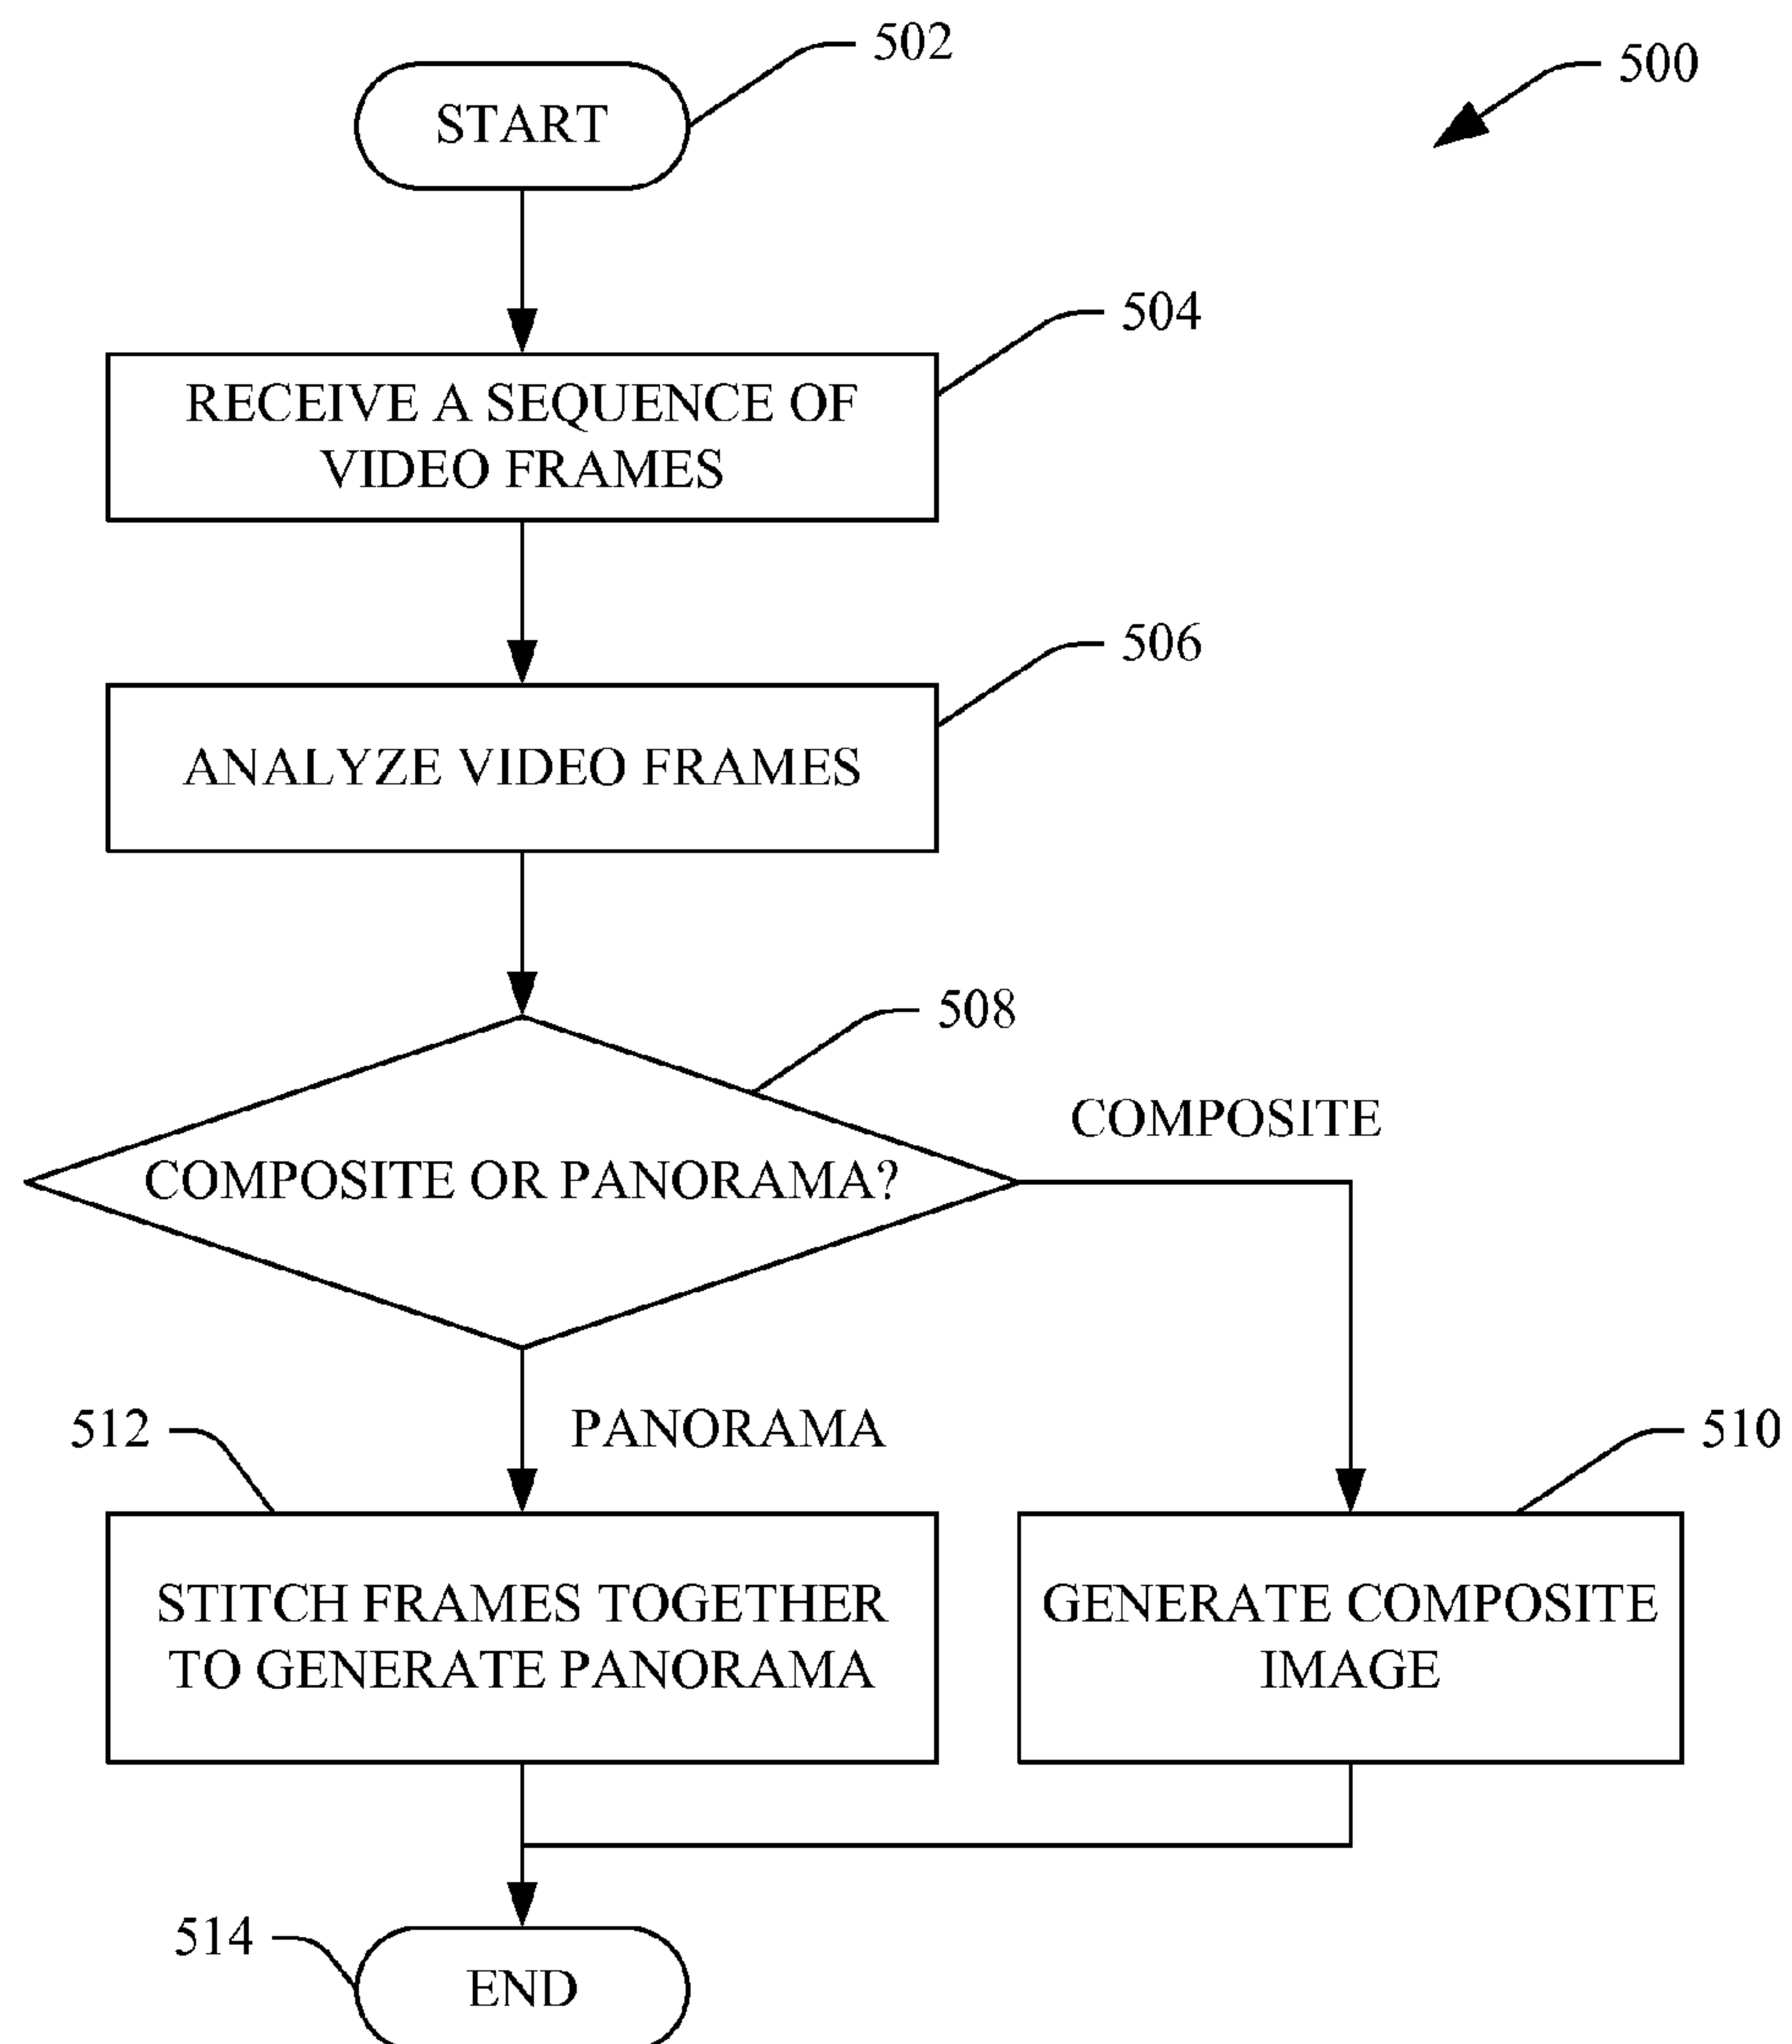 502
500
START
504
RECEIVE A SEQUENCE OF
VIDEO FRAMES
506
ANALYZE VIDEO FRAMES
508
COMPOSITE
COMPOSITE OR PANORAMA?
512
PANORAMA
510
STITCH FRAMES TOGETHER
TO GENERATE PANORAMA
GENERATE COMPOSITE
IMAGE
514
END